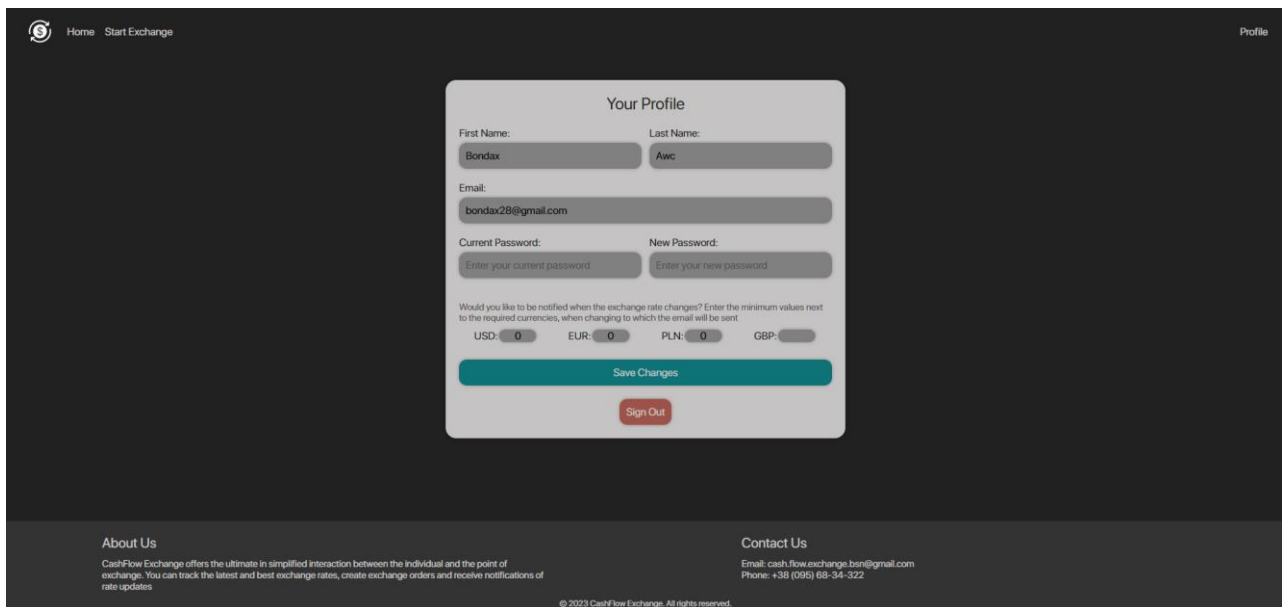 $
Home Start Exchange Profile
Your Profile
First Name: Last Name:
Bondax Awc
Email:
bondax28@gmail.com
Current Password: New Password:
Enter your current password Enter your new password
Would you like to be notified when the exchange rate changes? Enter the minimum values next
to the required currencies, when changing to which the email will be sent
USD: 0 EUR: 0 PLN: 0 GBP:
Save Changes
Sign Out
About Us
CashFlow Exchange offers the ultimate in simplified interaction between the individual and the point of
exchange. You can track the latest and best exchange rates, create exchange orders and receive notifications of
rate updates
Contact Us
Email: cash.flow.exchange.bsn@gmail.com
Phone: +38 (095) 68-34-322
© 2023 CashFlow Exchange. All rights reserved.